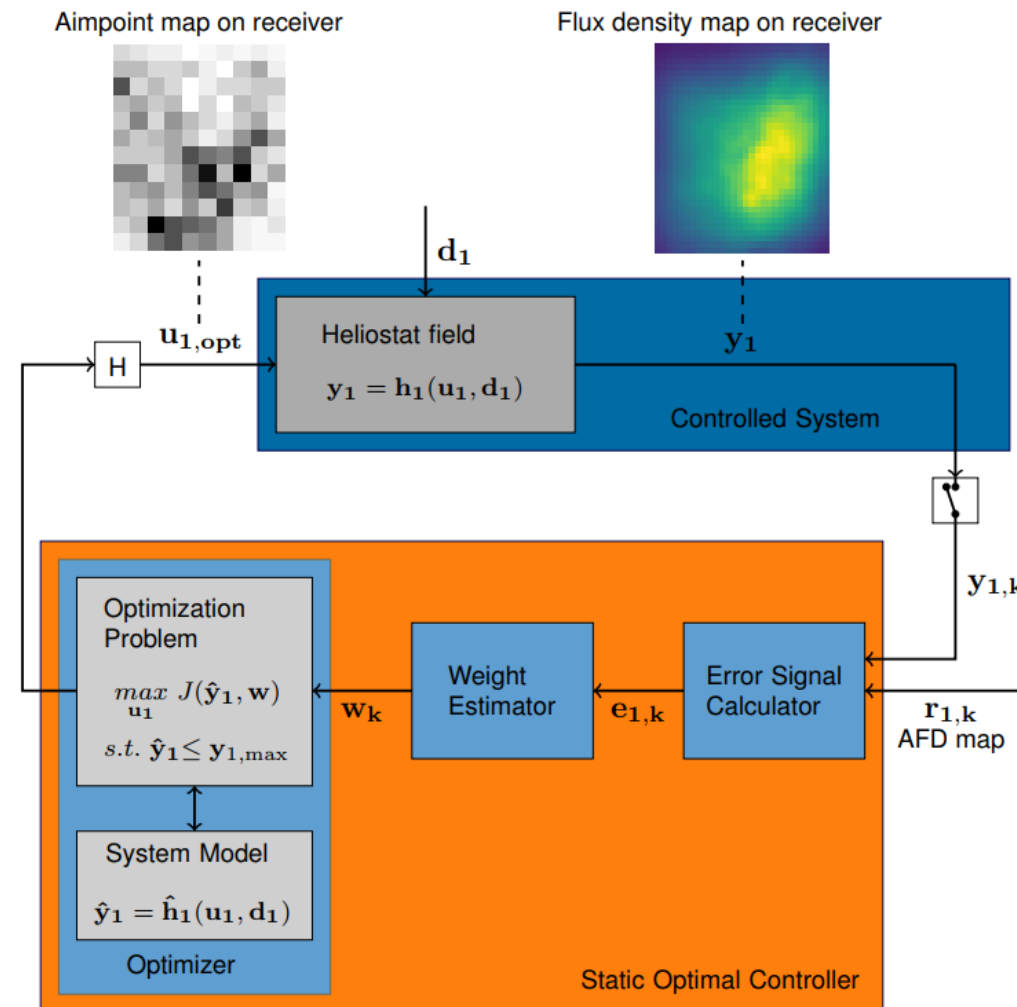 Aimpoint map on receiver
Flux density map on receiver
d₁
u₁,opt
Heliostat field
y₁
H
y₁ = h₁(u₁, d₁)
Controlled System
y₁,k
Optimization
Problem
max J(ŷ₁, w)
u₁
s.t. ŷ₁ ≤ y₁,max
Weight
Estimator
Error Signal
Calculator
wₖ
e₁,k
r₁,k
AFD map
System Model
ŷ₁ = ĥ₁(u₁, d₁)
Optimizer
Static Optimal Controller